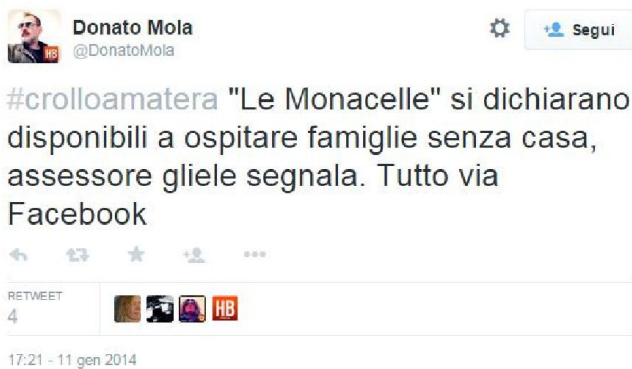 Donato Mola
@DonatoMola
Segui
HB
#crolloamatera "Le Monacelle" si dichiarano
disponibili a ospitare famiglie senza casa,
assessore gliele segnala. Tutto via
Facebook
RETWEET
4
HB
17:21 - 11 gen 2014